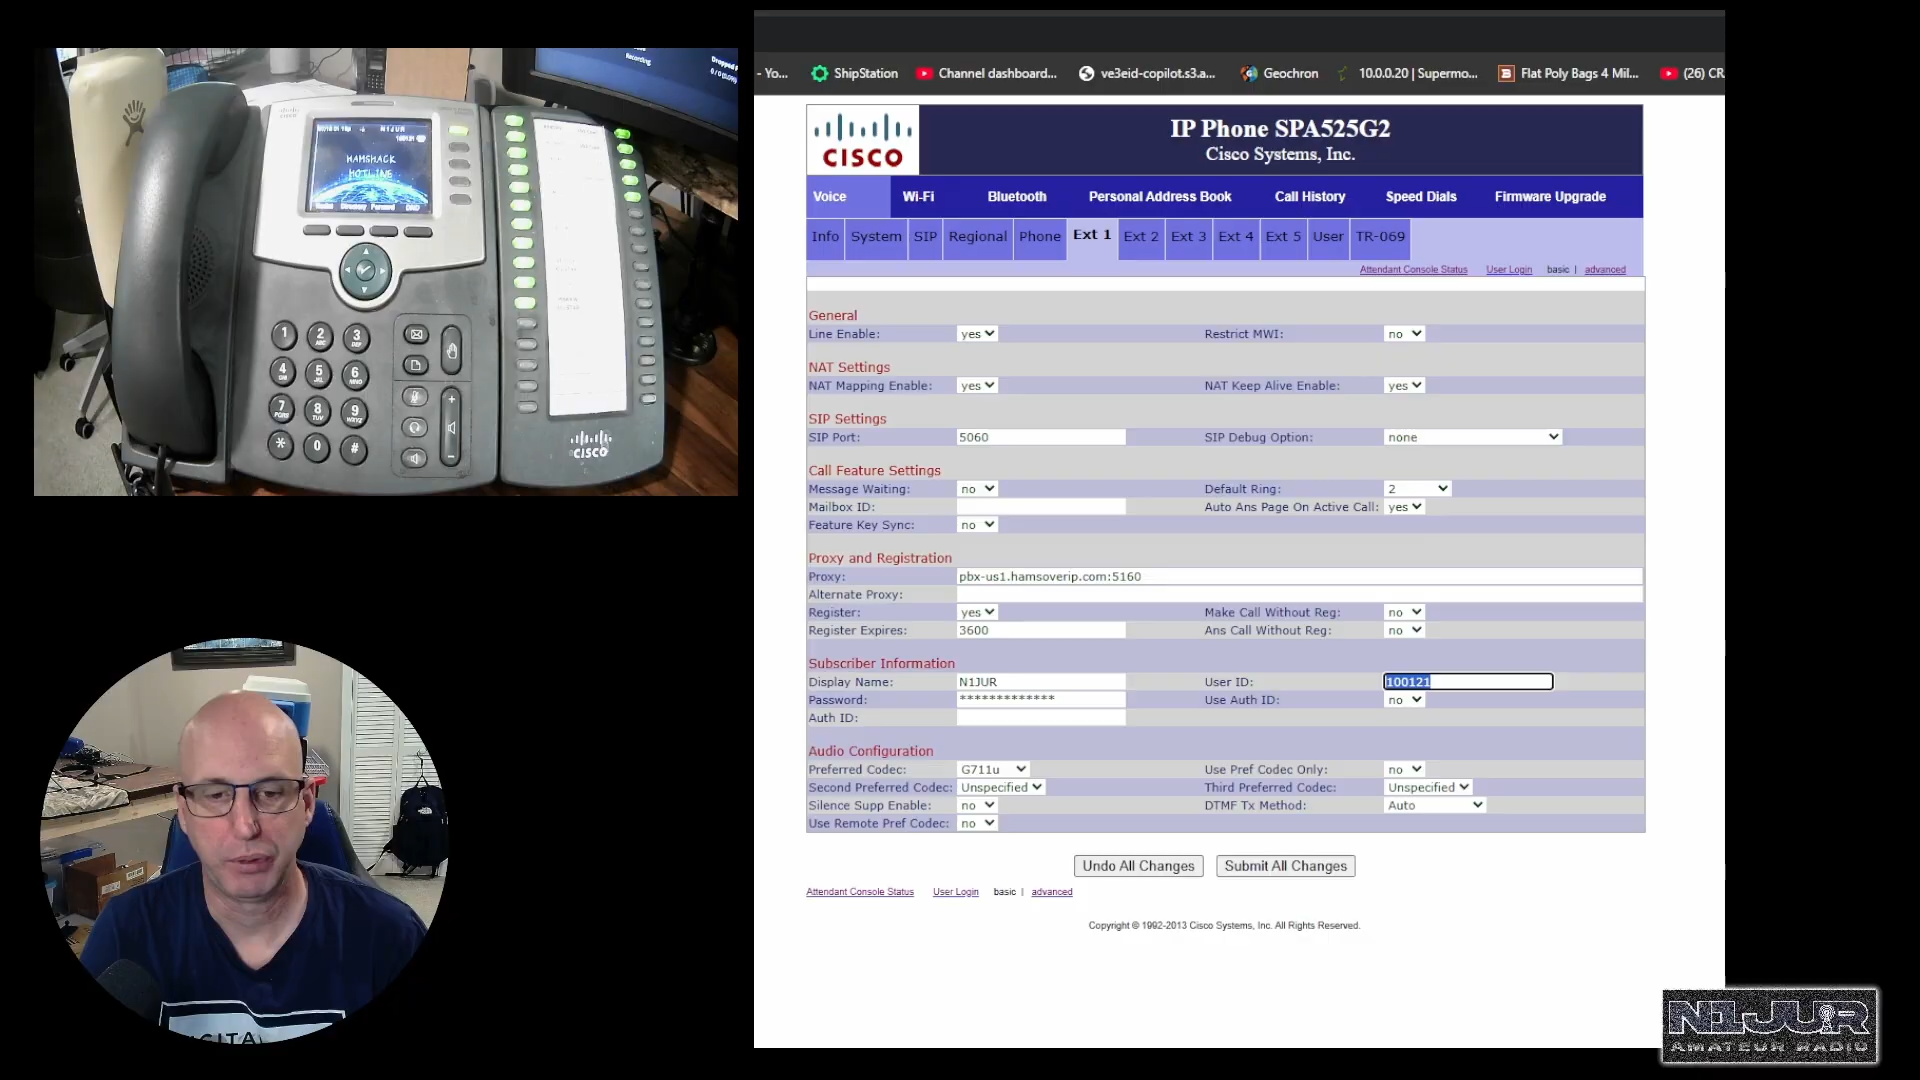 - Yo...
ShipStation
Channel dashboard...
ve3eid-copilot.s3.a...
Geochron
10.0.0.20 | Supermo...
Flat Poly Bags 4 Mil...
(26) CR
CISCO
IP Phone SPA525G2
Cisco Systems, Inc.
Voice Wi-Fi Bluetooth Personal Address Book Call History Speed Dials Firmware Upgrade
Info System SIP Regional Phone Ext 1 Ext 2 Ext 3 Ext 4 Ext 5 User TR-069
Attendant Console Status User Login basic | advanced
General
Line Enable: yes Restrict MWI: no
NAT Settings
NAT Mapping Enable: yes NAT Keep Alive Enable: yes
SIP Settings
SIP Port: 5060 SIP Debug Option: none
Call Feature Settings
Message Waiting: no Default Ring: 2
Mailbox ID: Auto Ans Page On Active Call: yes
Feature Key Sync: no
Proxy and Registration
Proxy: pbx-us1.hamsoverip.com:5160
Alternate Proxy:
Register: yes Make Call Without Reg: no
Register Expires: 3600 Ans Call Without Reg: no
Subscriber Information
Display Name: N1JUR User ID: 100121
Password: ************* Use Auth ID: no
Auth ID:
Audio Configuration
Preferred Codec: G711u Use Pref Codec Only: no
Second Preferred Codec: Unspecified Third Preferred Codec: Unspecified
Silence Supp Enable: no DTMF Tx Method: Auto
Use Remote Pref Codec: no
Undo All Changes Submit All Changes
Attendant Console Status User Login basic | advanced
Copyright © 1992-2013 Cisco Systems, Inc. All Rights Reserved.
Recording
N1JUR
HAMSHACK
HOTLINE
1 2 ABC 3 DEF
4 GHI 5 JKL 6 MNO
7 PQRS 8 TUV 9 WXYZ
* 0 #
CISCO
N1JUR
AMATEUR RADIO